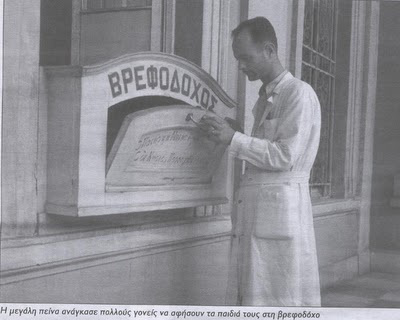 ΒΡΕΦΟΔΟΧΟΣ
Η μεγάλη πείνα ανάγκασε πολλούς γονείς να αφήσουν τα παιδιά τους στη βρεφοδόχο